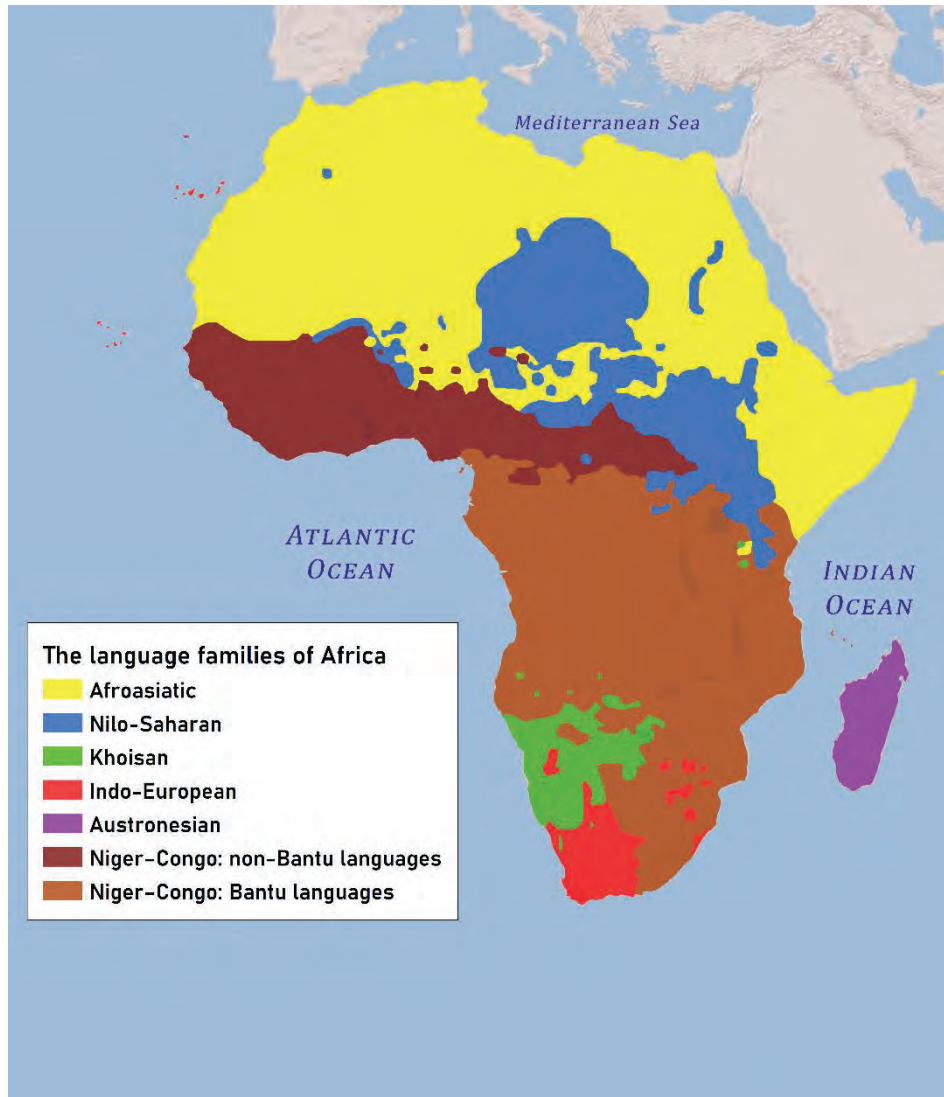 Mediterranean Sea
ATLANTIC
OCEAN
INDIAN
OCEAN
The language families of Africa
Afroasiatic
Nilo-Saharan
Khoisan
Indo-European
Austronesian
Niger-Congo: non-Bantu languages
Niger-Congo: Bantu languages